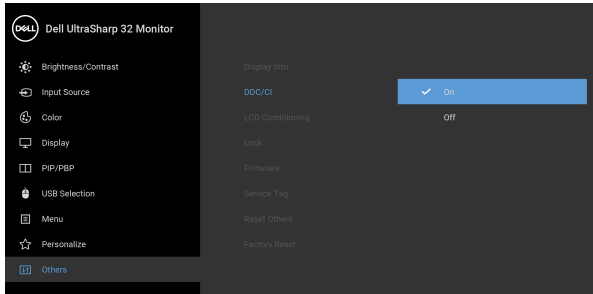 DELL
Dell UltraSharp 32 Monitor
Brightness/Contrast
Display Info
Input Source
DDC/CI
On
Color
LCD Conditioning
Off
Display
Lock
PIP/PBP
Firmware
USB Selection
Service Tag
Menu
Reset Others
Personalize
Factory Reset
Others